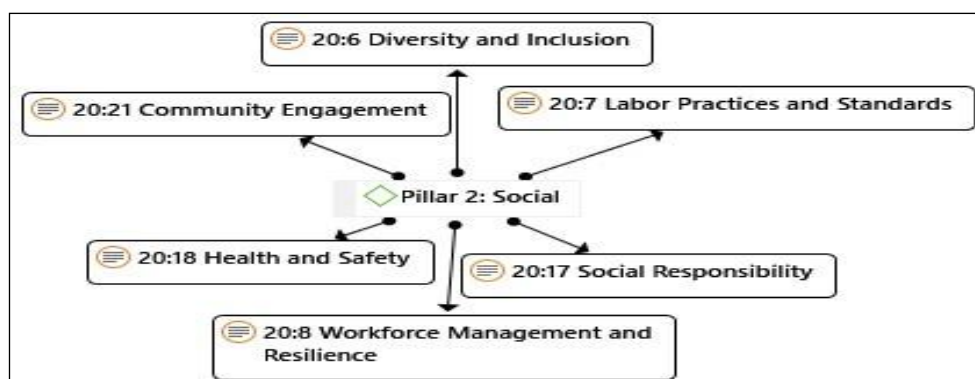 20:6 Diversity and Inclusion
20:21 Community Engagement
20:7 Labor Practices and Standards
Pillar 2: Social
20:18 Health and Safety
20:17 Social Responsibility
20:8 Workforce Management and
Resilience